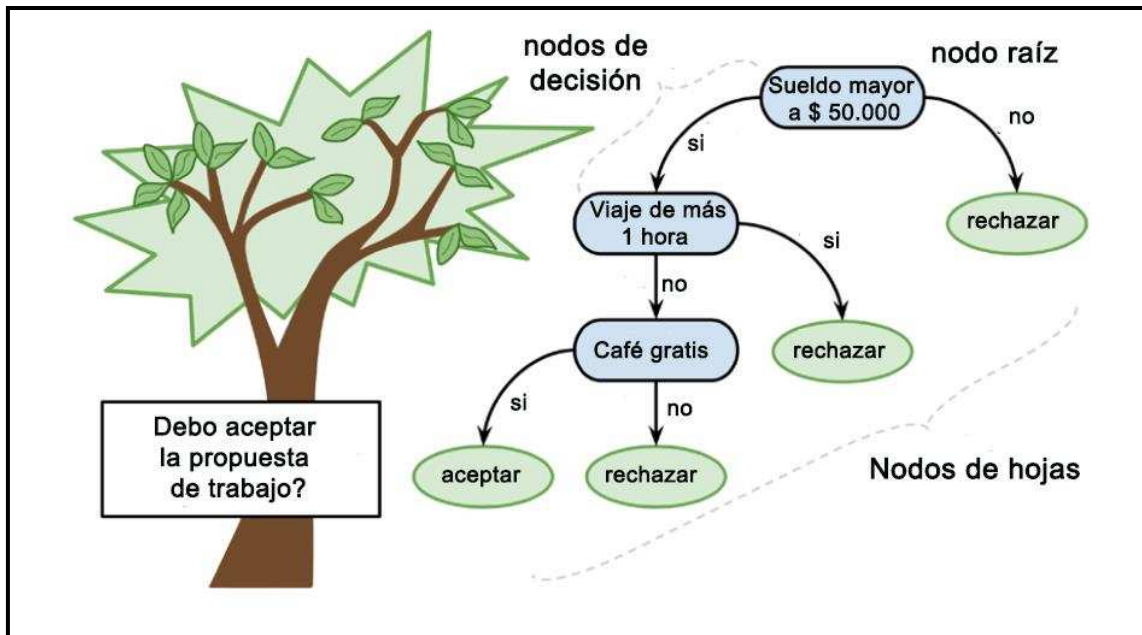 nodos de
decisión
nodo raíz
Sueldo mayor
a $ 50.000
si
no
Viaje de más
1 hora
rechazar
si
no
Café gratis
rechazar
si
no
aceptar
rechazar
Nodos de hojas
Debo aceptar
la propuesta
de trabajo?